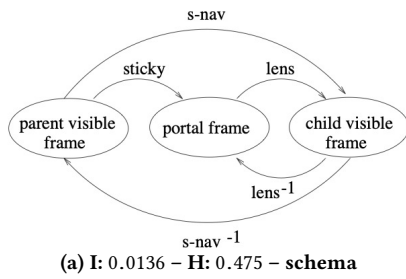 s-nav
sticky
lens
parent visible
frame
portal frame
child visible
frame
lens-1
s-nav -1
(a) I: 0.0136 – H: 0.475 – schema